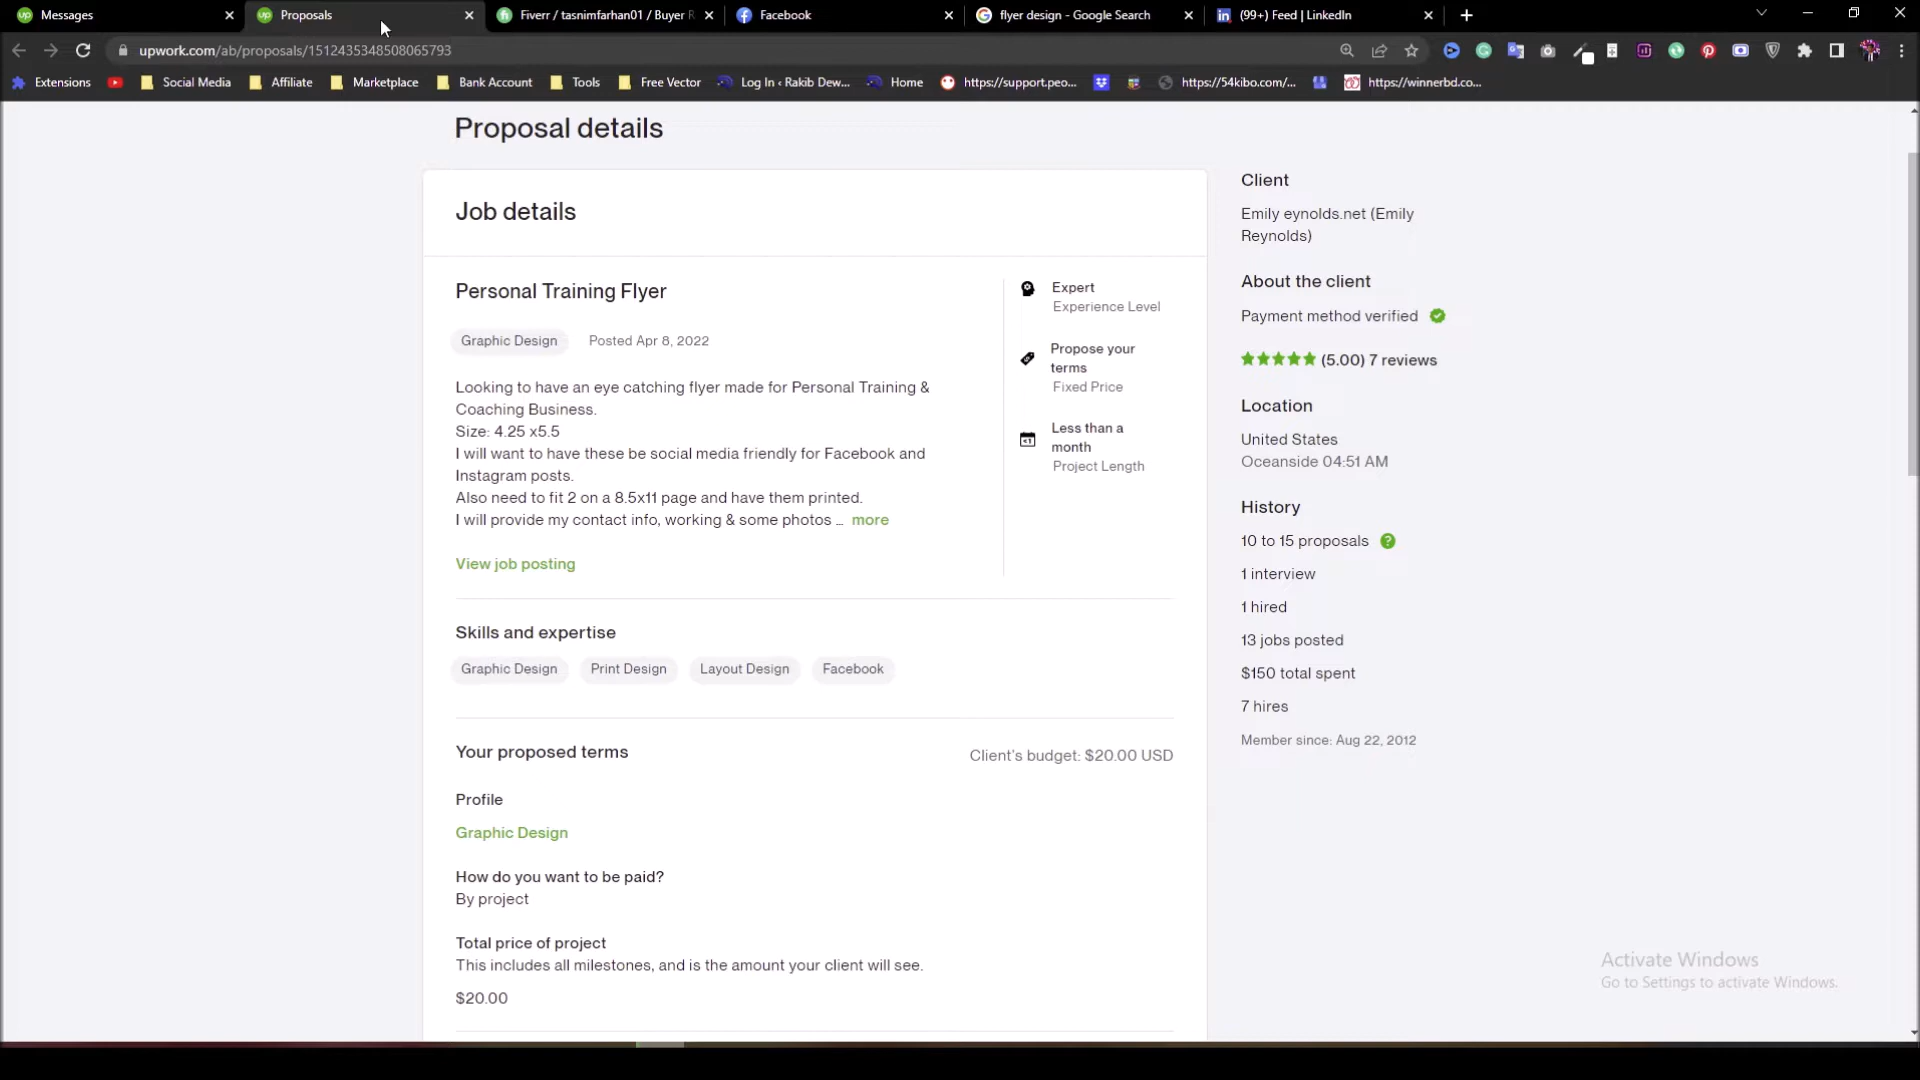 Messages
Proposals
Fiverr / tasnimfarhan01 / Buyer R
Facebook
flyer design - Google Search
(99+) Feed | LinkedIn
upwork.com/ab/proposals/1512435348508065793
Extensions
Social Media
Affiliate
Marketplace
Bank Account
Tools
Free Vector
Log In ‹ Rakib Dew...
Home
https://support.peo...
https://54kibo.com/...
https://winnerbd.co...
Proposal details
Job details
Personal Training Flyer
Graphic Design
Posted Apr 8, 2022
Looking to have an eye catching flyer made for Personal Training &
Coaching Business.
Size: 4.25 x5.5
I will want to have these be social media friendly for Facebook and
Instagram posts.
Also need to fit 2 on a 8.5x11 page and have them printed.
I will provide my contact info, working & some photos … more
View job posting
Expert
Experience Level
Propose your
terms
Fixed Price
Less than a
month
Project Length
Skills and expertise
Graphic Design
Print Design
Layout Design
Facebook
Your proposed terms
Client's budget: $20.00 USD
Profile
Graphic Design
How do you want to be paid?
By project
Total price of project
This includes all milestones, and is the amount your client will see.
$20.00
Client
Emily eynolds.net (Emily
Reynolds)
About the client
Payment method verified
(5.00) 7 reviews
Location
United States
Oceanside 04:51 AM
History
10 to 15 proposals
1 interview
1 hired
13 jobs posted
$150 total spent
7 hires
Member since: Aug 22, 2012
Activate Windows
Go to Settings to activate Windows.